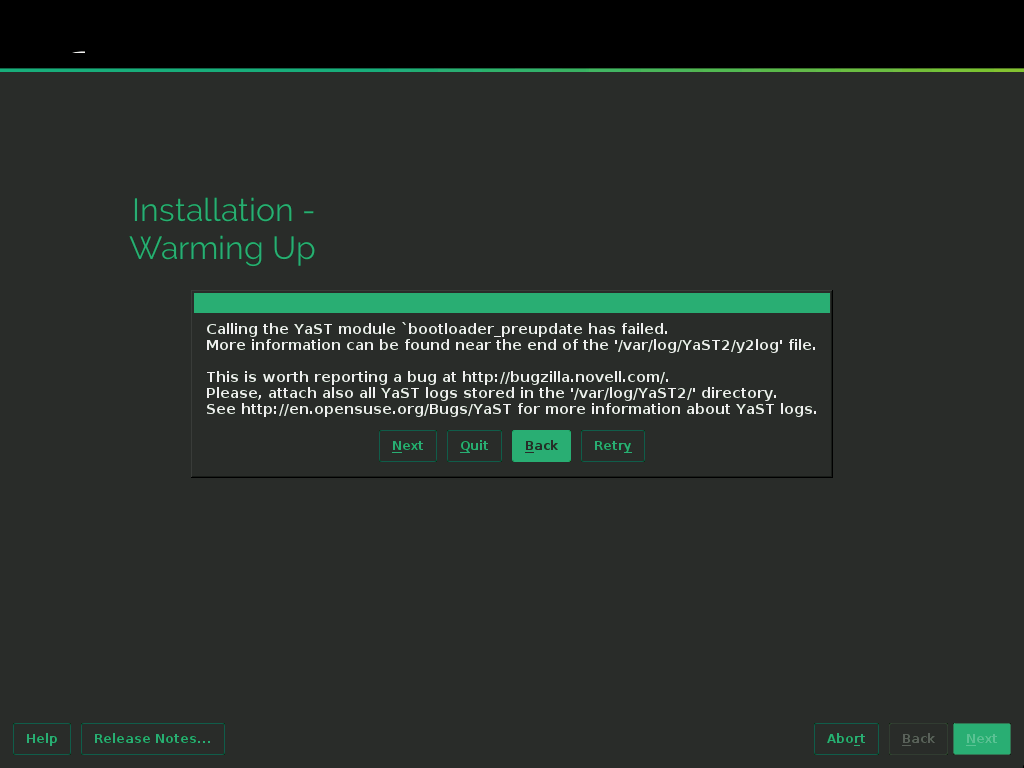 Installation -
Warming Up
Calling the YaST module `bootloader_preupdate has failed.
More information can be found near the end of the '/var/log/YaST2/y2log' file.
This is worth reporting a bug at http://bugzilla.novell.com/.
Please, attach also all YaST logs stored in the '/var/log/YaST2/' directory.
See http://en.opensuse.org/Bugs/YaST for more information about YaST logs.
Next Quit Back Retry
Help Release Notes... Abort Back Next